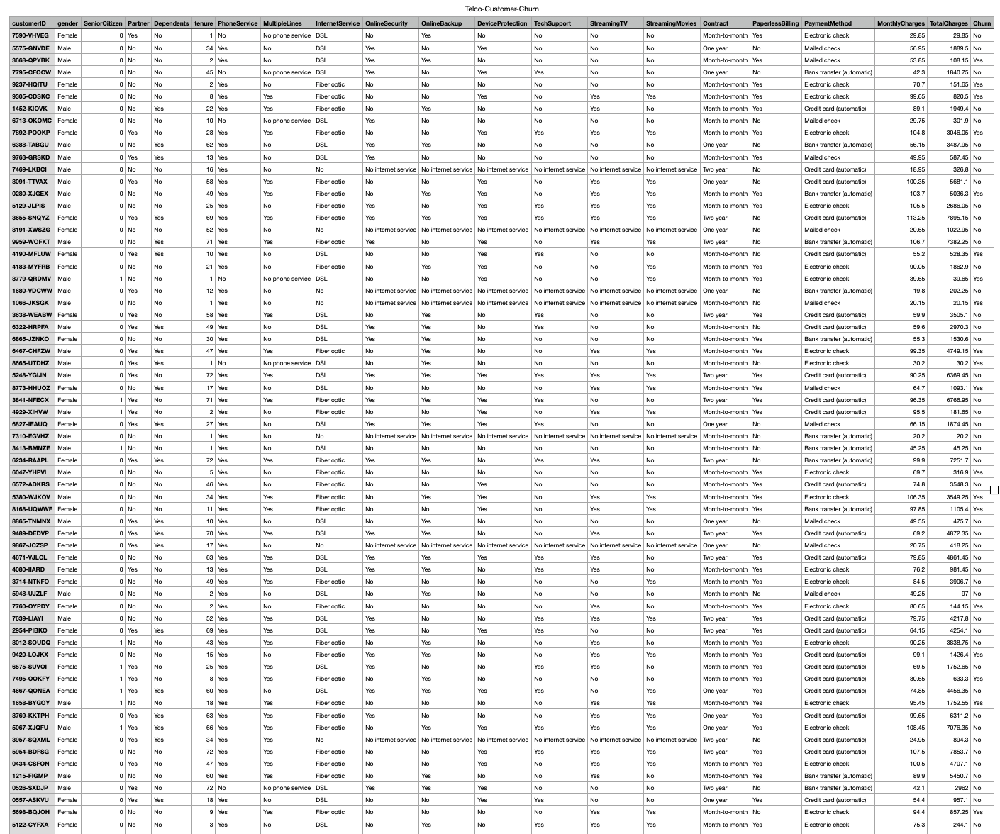 Telco-Customer-Churn
customerID gender SeniorCitizen Partner Dependents tenure PhoneService MultipleLines InternetService OnlineSecurity OnlineBackup DeviceProtection TechSupport StreamingTV StreamingMovies Contract PaperlessBilling PaymentMethod MonthlyCharges TotalCharges Churn
7590-VHVEG Female 0 Yes No 1 No No phone service DSL No Yes No No No No Month-to-month Yes Electronic check 29.85 29.85 No
5575-GNVDE Male 0 No No 34 Yes No DSL Yes No Yes No No No One year No Mailed check 56.95 1889.5 No
3668-QPYBK Male 0 No No 2 Yes No DSL Yes Yes No No No No Month-to-month Yes Mailed check 53.85 108.15 Yes
7795-CFOCW Male 0 No No 45 No No phone service DSL Yes No Yes Yes No No One year No Bank transfer (automatic) 42.3 1840.75 No
9237-HQITU Female 0 No No 2 Yes No Fiber optic No No No No No No Month-to-month Yes Electronic check 70.7 151.65 Yes
9305-CDSKC Female 0 No No 8 Yes Yes Fiber optic No No Yes No Yes Yes Month-to-month Yes Electronic check 99.65 820.5 Yes
1452-KIOVK Male 0 No Yes 22 Yes Yes Fiber optic No Yes No No Yes No Month-to-month Yes Credit card (automatic) 89.1 1949.4 No
6713-OKOMC Female 0 No No 10 No No phone service DSL Yes No No No No No Month-to-month No Mailed check 29.75 301.9 No
7892-POOKP Female 0 Yes No 28 Yes Yes Fiber optic No No Yes Yes Yes Yes Month-to-month Yes Electronic check 104.8 3046.05 Yes
6388-TABGU Male 0 No Yes 62 Yes No DSL Yes Yes No No No No One year No Bank transfer (automatic) 56.15 3487.95 No
9763-GRSKD Male 0 Yes Yes 13 Yes No DSL Yes No No No No No Month-to-month Yes Mailed check 49.95 587.45 No
7469-LKBCI Male 0 No No 16 Yes No No No internet service No internet service No internet service No internet service No internet service No internet service Two year No Credit card (automatic) 18.95 326.8 No
8091-TTVAX Male 0 Yes No 58 Yes Yes Fiber optic No No Yes No Yes Yes One year No Credit card (automatic) 100.35 5681.1 No
0280-XJGEX Male 0 No No 49 Yes Yes Fiber optic No Yes Yes No Yes Yes Month-to-month Yes Bank transfer (automatic) 103.7 5036.3 Yes
5129-JLPIS Male 0 No No 25 Yes No Fiber optic Yes No Yes Yes Yes Yes Month-to-month Yes Electronic check 105.5 2686.05 No
3655-SNQYZ Female 0 Yes Yes 69 Yes Yes Fiber optic Yes Yes Yes Yes Yes Yes Two year No Credit card (automatic) 113.25 7895.15 No
8191-XWSZG Female 0 No No 52 Yes No No No internet service No internet service No internet service No internet service No internet service No internet service One year No Mailed check 20.65 1022.95 No
9959-WOFKT Male 0 No Yes 71 Yes Yes Fiber optic Yes No Yes No Yes Yes Two year No Bank transfer (automatic) 106.7 7382.25 No
4190-MFLUW Female 0 Yes Yes 10 Yes No DSL No No Yes Yes No No Month-to-month No Credit card (automatic) 55.2 528.35 Yes
4183-MYFRB Female 0 No No 21 Yes No Fiber optic No Yes Yes No No Yes Month-to-month Yes Electronic check 90.05 1862.9 No
8779-QRDMV Male 1 No No 1 No No phone service DSL No No Yes No No Yes Month-to-month Yes Electronic check 39.65 39.65 Yes
1680-VDCWW Male 0 Yes No 12 Yes No No No internet service No internet service No internet service No internet service No internet service No internet service One year No Bank transfer (automatic) 19.8 202.25 No
1066-JKSGK Male 0 No No 1 Yes No No No internet service No internet service No internet service No internet service No internet service No internet service Month-to-month No Mailed check 20.15 20.15 Yes
3638-WEABW Female 0 Yes No 58 Yes Yes DSL No Yes No Yes No No Two year Yes Credit card (automatic) 59.9 3505.1 No
6322-HRPFA Male 0 Yes Yes 49 Yes No DSL Yes Yes No Yes No No Month-to-month No Credit card (automatic) 59.6 2970.3 No
6865-JZNKO Female 0 No No 30 Yes No DSL Yes Yes No No No No Month-to-month Yes Bank transfer (automatic) 55.3 1530.6 No
6467-CHFZW Male 0 Yes Yes 47 Yes Yes Fiber optic No Yes No No Yes Yes Month-to-month Yes Electronic check 99.35 4749.15 Yes
8665-UTDHZ Male 0 Yes Yes 1 No No phone service DSL No Yes No No No No Month-to-month No Electronic check 30.2 30.2 Yes
5248-YGIJN Male 0 Yes No 72 Yes Yes DSL Yes Yes Yes Yes Yes Yes Two year Yes Credit card (automatic) 90.25 6369.45 No
8773-HHUOZ Female 0 No Yes 17 Yes No DSL No No No No Yes Yes Month-to-month Yes Mailed check 64.7 1093.1 Yes
3841-NFECX Female 1 Yes No 71 Yes Yes Fiber optic Yes Yes Yes Yes No No Two year Yes Credit card (automatic) 96.35 6766.95 No
4929-XIHVW Male 1 Yes No 2 Yes No Fiber optic No No Yes No Yes Yes Month-to-month Yes Credit card (automatic) 95.5 181.65 No
6827-IEAUQ Female 0 Yes Yes 27 Yes No DSL Yes Yes Yes Yes No No One year No Mailed check 66.15 1874.45 No
7310-EGVHZ Male 0 No No 1 Yes No No No internet service No internet service No internet service No internet service No internet service No internet service Month-to-month No Bank transfer (automatic) 20.2 20.2 No
3413-BMNZE Male 1 No No 1 Yes No DSL No No No No No No Month-to-month No Bank transfer (automatic) 45.25 45.25 No
6234-RAAPL Female 0 Yes Yes 72 Yes Yes Fiber optic Yes Yes No Yes Yes No Two year No Bank transfer (automatic) 99.9 7251.7 No
6047-YHPVI Male 0 No No 5 Yes No Fiber optic No No No No No No Month-to-month Yes Electronic check 69.7 316.9 Yes
6572-ADKRS Female 0 No No 46 Yes No Fiber optic No No Yes No No No Month-to-month Yes Credit card (automatic) 74.8 3548.3 No
5380-WJKOV Male 0 No No 34 Yes Yes Fiber optic No Yes Yes No Yes Yes Month-to-month Yes Electronic check 106.35 3549.25 Yes
8168-UQWWF Female 0 No No 11 Yes Yes Fiber optic No No Yes No Yes Yes Month-to-month Yes Bank transfer (automatic) 97.85 1105.4 Yes
8865-TNMNX Male 0 Yes Yes 10 Yes No DSL No Yes No No No No One year No Mailed check 49.55 475.7 No
9489-DEDVP Female 0 Yes Yes 70 Yes Yes DSL Yes Yes No No Yes No Two year Yes Credit card (automatic) 69.2 4872.35 No
9867-JCZSP Female 0 Yes Yes 17 Yes No No No internet service No internet service No internet service No internet service No internet service No internet service One year No Mailed check 20.75 418.25 No
4671-VJLCL Female 0 No No 63 Yes Yes DSL Yes Yes Yes Yes Yes No Two year Yes Credit card (automatic) 79.85 4861.45 No
4080-IIARD Female 0 Yes No 13 Yes Yes DSL Yes Yes No Yes Yes No Month-to-month Yes Electronic check 76.2 981.45 No
3714-NTNFO Female 0 No No 49 Yes Yes Fiber optic No No No No No Yes Month-to-month Yes Electronic check 84.5 3906.7 No
5948-UJZLF Male 0 No No 2 Yes No DSL No Yes No No No No Month-to-month No Mailed check 49.25 97 No
7760-OYPDY Female 0 No No 2 Yes No Fiber optic No No No No Yes No Month-to-month Yes Electronic check 80.65 144.15 Yes
7639-LIAYI Male 0 No No 52 Yes Yes DSL Yes No No Yes Yes Yes Two year Yes Credit card (automatic) 79.75 4217.8 No
2954-PIBKO Female 0 Yes Yes 69 Yes Yes DSL Yes No Yes Yes No No Two year Yes Credit card (automatic) 64.15 4254.1 No
8012-SOUDQ Female 1 No No 43 Yes Yes Fiber optic No Yes No No Yes No Month-to-month Yes Electronic check 90.25 3838.75 No
9420-LOJKX Female 0 No No 15 Yes No Fiber optic Yes Yes No No Yes Yes Month-to-month Yes Credit card (automatic) 99.1 1426.4 Yes
6575-SUVOI Female 1 Yes No 25 Yes Yes DSL Yes No No Yes Yes No Month-to-month Yes Credit card (automatic) 69.5 1752.65 No
7495-OOKFY Female 1 Yes No 8 Yes Yes Fiber optic No Yes No No No No Month-to-month Yes Credit card (automatic) 80.65 633.3 Yes
4667-QONEA Female 1 Yes Yes 60 Yes No DSL Yes Yes Yes Yes No Yes One year Yes Credit card (automatic) 74.85 4456.35 No
1658-BYGOY Male 1 No No 18 Yes Yes Fiber optic No No No No Yes Yes Month-to-month Yes Electronic check 95.45 1752.55 Yes
8769-KKTPH Female 0 Yes Yes 63 Yes Yes Fiber optic Yes No No No Yes Yes One year Yes Credit card (automatic) 99.65 6311.2 No
5067-XJQFU Male 1 Yes Yes 66 Yes Yes Fiber optic No Yes Yes Yes Yes Yes One year Yes Electronic check 108.45 7076.35 No
3957-SQXML Female 0 Yes Yes 34 Yes Yes No No internet service No internet service No internet service No internet service No internet service No internet service Two year No Credit card (automatic) 24.95 894.3 No
5954-BDFSG Female 0 No No 72 Yes Yes Fiber optic No No Yes Yes Yes Yes Two year Yes Credit card (automatic) 107.5 7853.7 No
0434-CSFON Female 0 Yes No 47 Yes Yes Fiber optic No No Yes No Yes Yes Month-to-month Yes Electronic check 100.5 4707.1 No
1215-FIGMP Male 0 No No 60 Yes Yes Fiber optic No Yes No No Yes No Month-to-month Yes Bank transfer (automatic) 89.9 5450.7 No
0526-SXDJP Male 0 Yes No 72 No No phone service DSL Yes Yes Yes No No No Two year No Bank transfer (automatic) 42.1 2962 No
0557-ASKVU Female 0 Yes Yes 18 Yes No DSL No No Yes Yes No No One year Yes Credit card (automatic) 54.4 957.1 No
5698-BQJOH Female 0 No No 9 Yes Yes Fiber optic No No No No Yes Yes Month-to-month No Electronic check 94.4 857.25 Yes
5122-CYFXA Female 0 No No 3 Yes No DSL No Yes No Yes Yes Yes Month-to-month Yes Electronic check 75.3 244.1 No